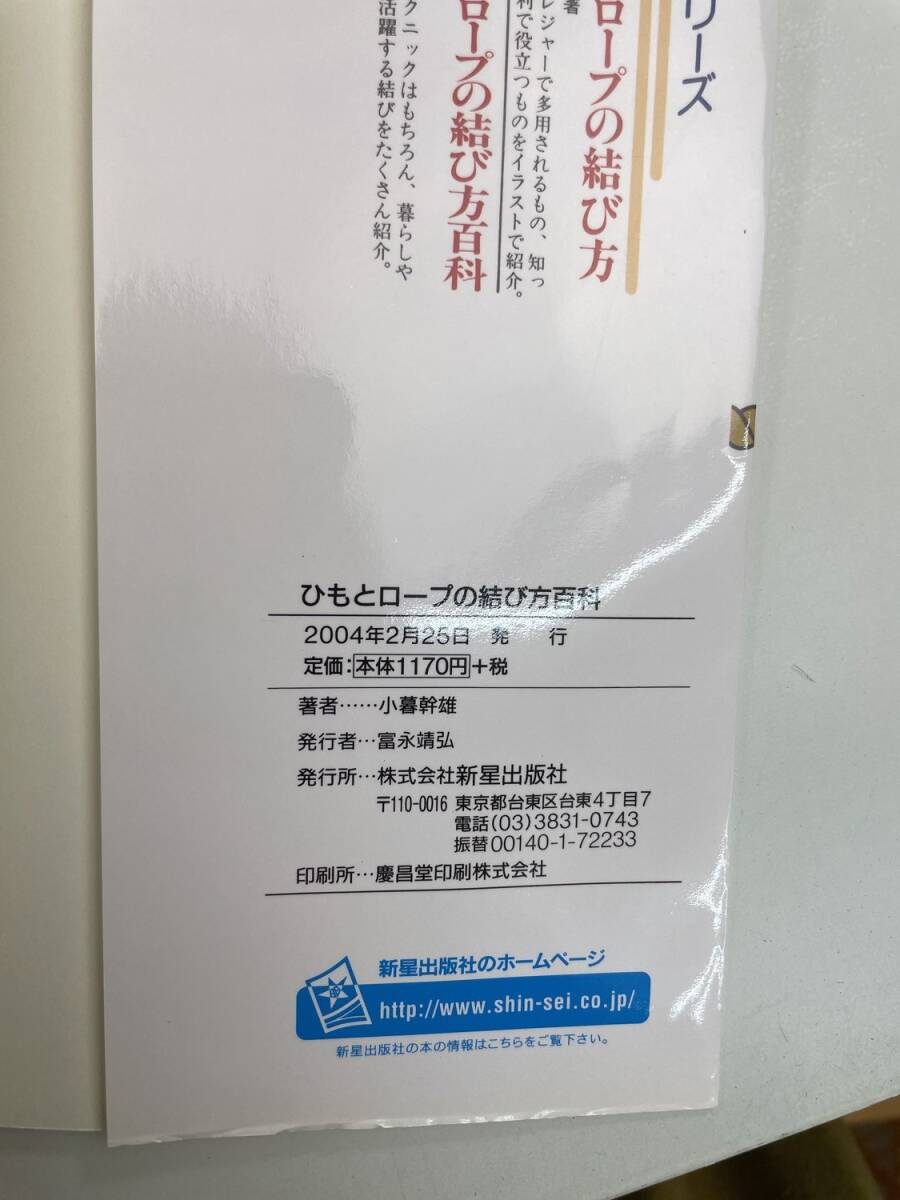 リーズ
著
ロープの結び方
レジャーで多用されるもの、知っ
利で役立つものをイラストで紹介。
ロープの結び方百科
クニックはもちろん、暮らしや
活躍する結びをたくさん紹介。
ひもとロープの結び方百科
2004年2月25日 発 行
定価:本体1170円+税
著者……小暮幹雄
発行者…富永靖弘
発行所…株式会社新星出版社
〒110-0016 東京都台東区台東4丁目7
電話(03)3831-0743
振替00140-1-72233
印刷所…慶昌堂印刷株式会社
新星出版社のホームページ
http://www.shin-sei.co.jp/
新星出版社の本の情報はこちらをご覧下さい。